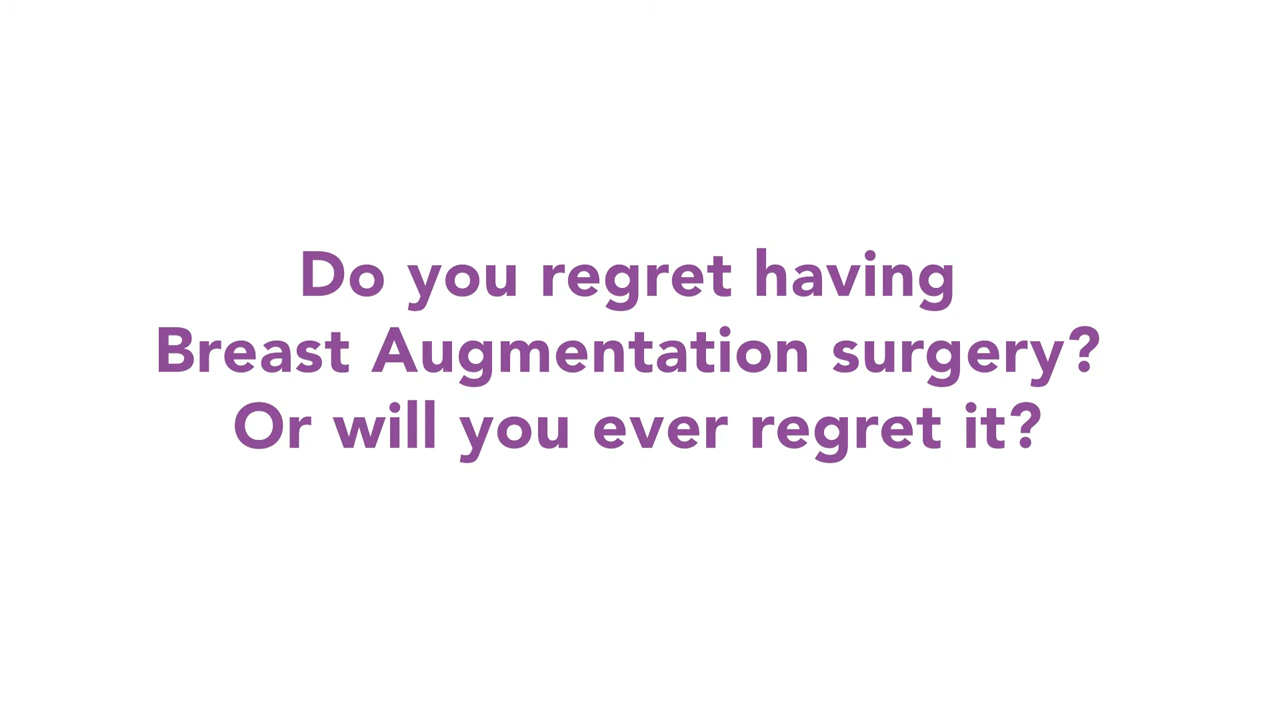 Do you regret having
Breast Augmentation surgery?
Or will you ever regret it?